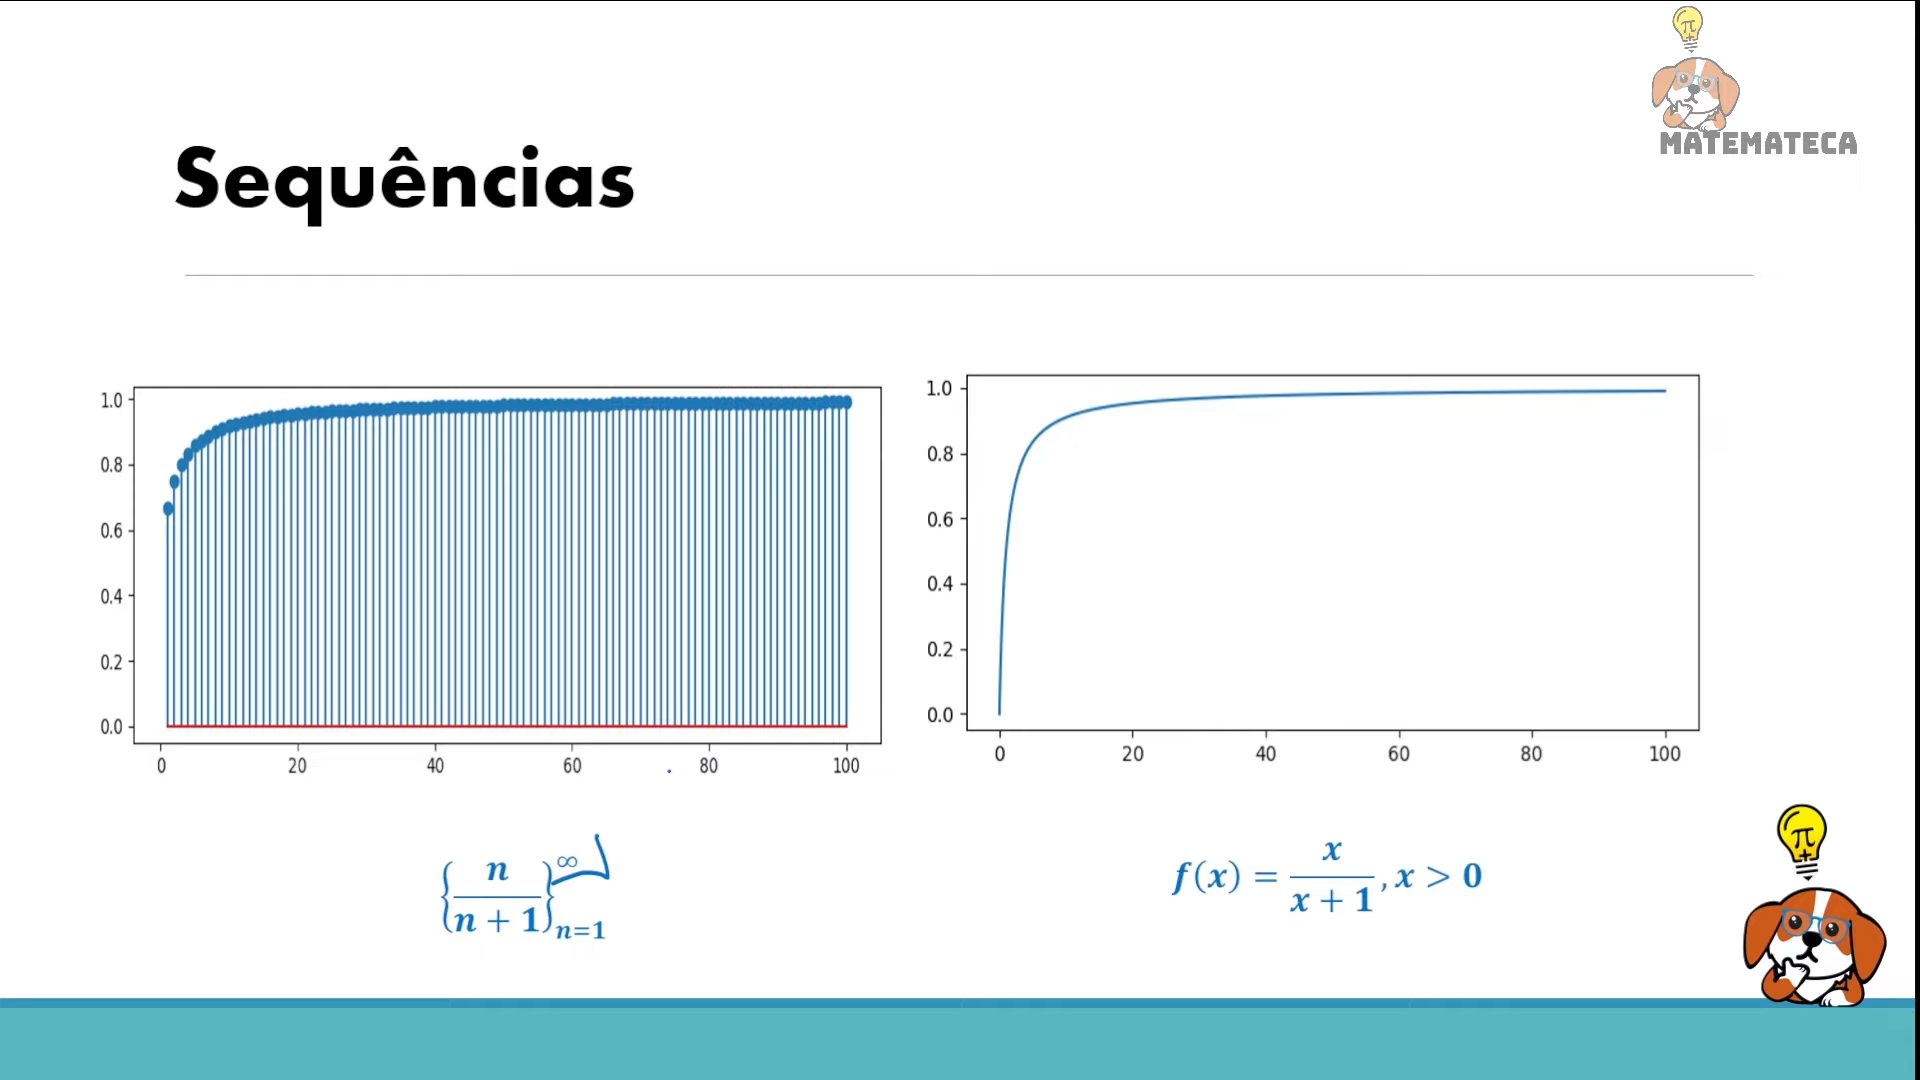 π
MATEMATECA
Sequências
1.0
0.8
0.6
0.4
0.2
0.0
0 20 40 60 80 100
1.0
0.8
0.6
0.4
0.2
0.0
0 20 40 60 80 100
{n/(n + 1)}∞n=1
f(x) = x/(x + 1), x > 0
π